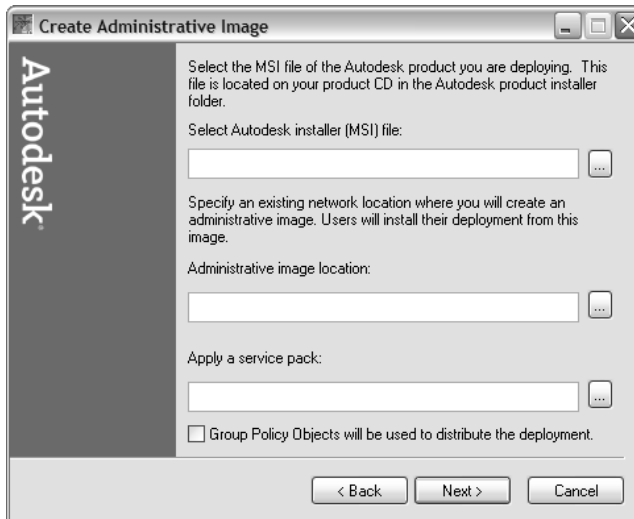 Create Administrative Image
Autodesk
Select the MSI file of the Autodesk product you are deploying. This
file is located on your product CD in the Autodesk product installer
folder.
Select Autodesk installer (MSI) file:
...
Specify an existing network location where you will create an
administrative image. Users will install their deployment from this
image.
Administrative image location:
...
Apply a service pack:
...
Group Policy Objects will be used to distribute the deployment.
< Back
Next >
Cancel